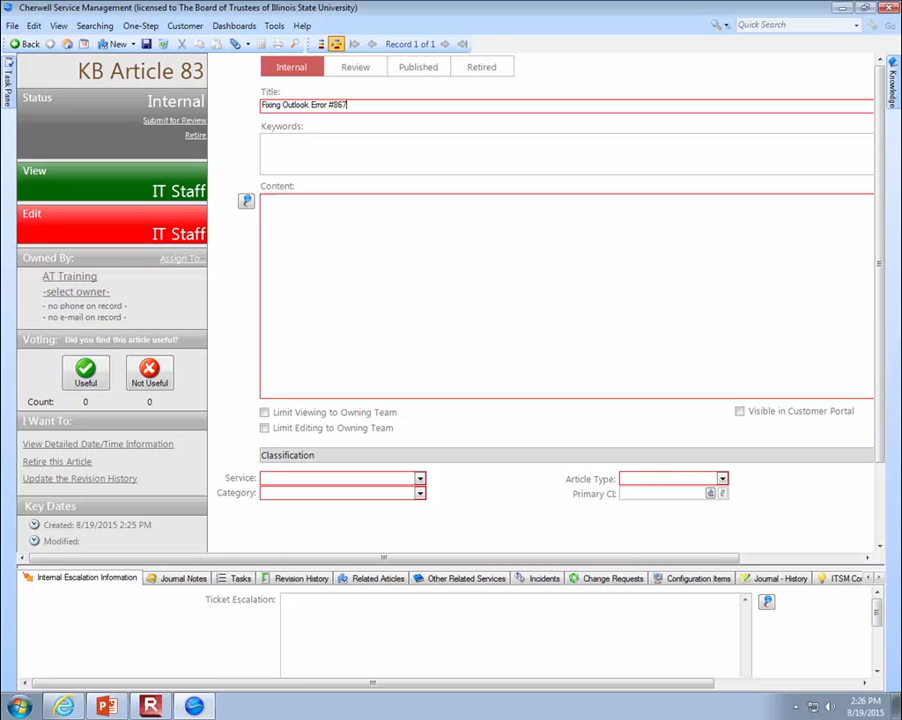 Cherwell Service Management (licensed to The Board of Trustees of Illinois State University)
File Edit View Searching One-Step Customer Dashboards Tools Help
Quick Search Go
Back New Record 1 of 1
Task Pane
Knowledge
KB Article 83
Status
Internal
Submit for Review
Retire
View
IT Staff
Edit
IT Staff
Owned By: Assign To...
AT Training
-select owner-
- no phone on record -
- no e-mail on record -
Voting: Did you find this article useful?
Useful Not Useful
Count: 0 0
I Want To:
View Detailed Date/Time Information
Retire this Article
Update the Revision History
Key Dates
Created: 8/19/2015 2:25 PM
Modified:
Internal Review Published Retired
Title:
Fixing Outlook Error #867
Keywords:
Content:
Limit Viewing to Owning Team
Visible in Customer Portal
Limit Editing to Owning Team
Classification
Service:
Article Type:
Category:
Primary CI:
Internal Escalation Information Journal Notes Tasks Revision History Related Articles Other Related Services Incidents Change Requests Configuration Items Journal - History ITSM Co
Ticket Escalation:
2:26 PM
8/19/2015